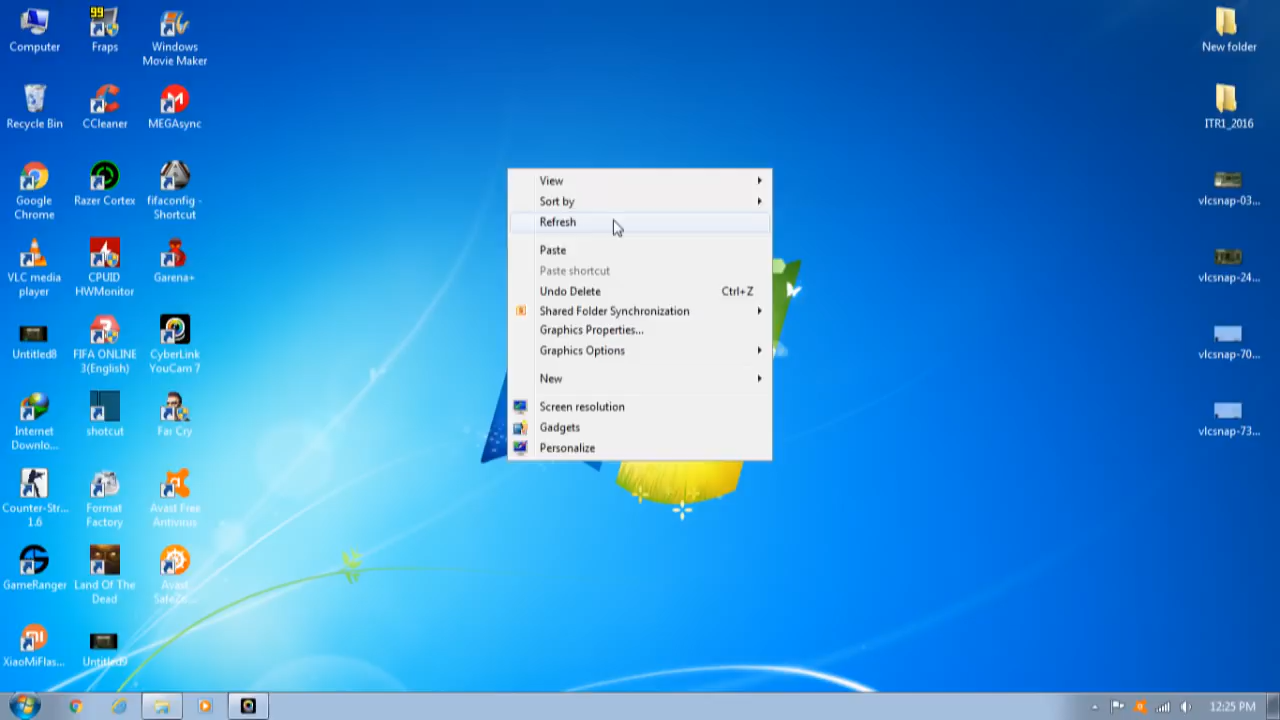 Computer
99
Fraps
Windows
Movie Maker
Recycle Bin
CCleaner
MEGAsync
Google
Chrome
Razer Cortex
fifaconfig -
Shortcut
VLC media
player
CPUID
HWMonitor
Garena+
Untitled8
FIFA ONLINE
3(English)
CyberLink
YouCam 7
Internet
Downlo...
shotcut
Far Cry
Counter-Str...
1.6
Format
Factory
Avast Free
Antivirus
GameRanger
Land Of The
Dead
Avast
SafeZo...
XiaoMiFlas...
Untitled9
View
Sort by
Refresh
Paste
Paste shortcut
Undo Delete Ctrl+Z
Shared Folder Synchronization
Graphics Properties...
Graphics Options
New
Screen resolution
Gadgets
Personalize
New folder
ITR1_2016
vlcsnap-03...
vlcsnap-24...
vlcsnap-70...
vlcsnap-73...
12:25 PM